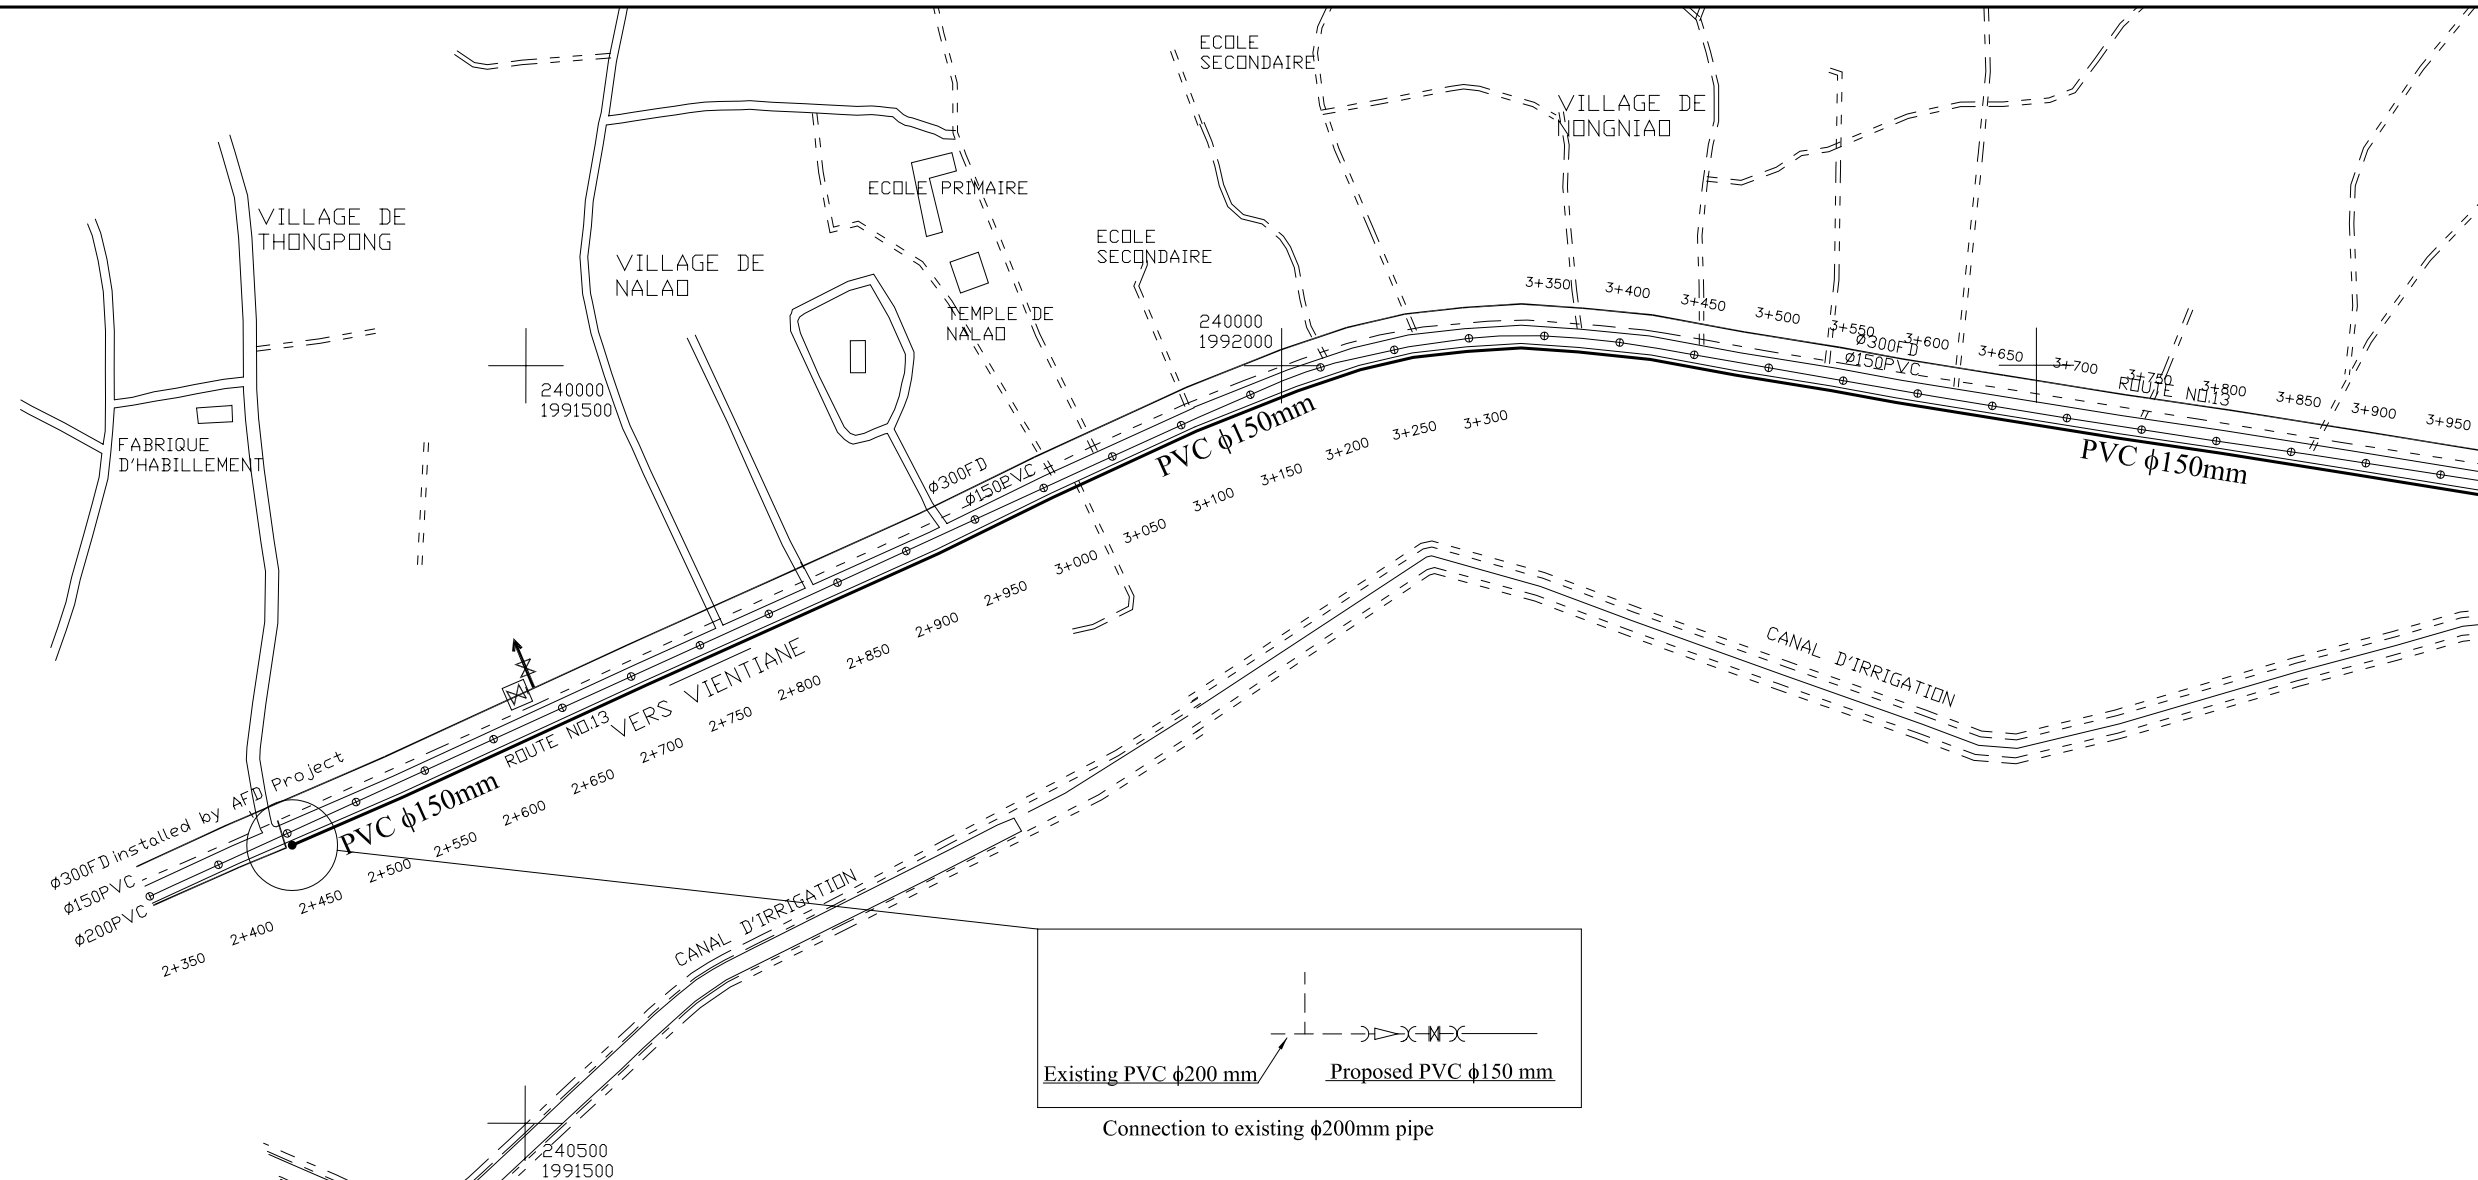 ECOLE
SECONDAIRE
VILLAGE DE
NONGNIAO
ECOLE PRIMAIRE
VILLAGE DE
THONGPONG
ECOLE
SECONDAIRE
VILLAGE DE
NALAO
TEMPLE DE
NALAO
240000
1992000
3+350
3+400
3+450
3+500
3+550
3+600
3+650
3+700
3+750
3+800
3+850
3+900
3+950
Ø300FD
Ø150PVC
ROUTE NO.13
240000
1991500
FABRIQUE
D'HABILLEMENT
PVC ϕ150mm
PVC ϕ150mm
Ø300FD
Ø150PVC
3+300
3+250
3+200
3+150
3+100
3+050
3+000
2+950
2+900
2+850
2+800
2+750
2+700
2+650
2+600
2+550
2+500
2+450
2+400
2+350
VERS VIENTIANE
ROUTE NO.13
PVC ϕ150mm
CANAL D'IRRIGATION
Ø300FD installed by AFD Project
Ø150PVC
Ø200PVC
CANAL D'IRRIGATION
Existing PVC ϕ200 mm
Proposed PVC ϕ150 mm
Connection to existing ϕ200mm pipe
240500
1991500